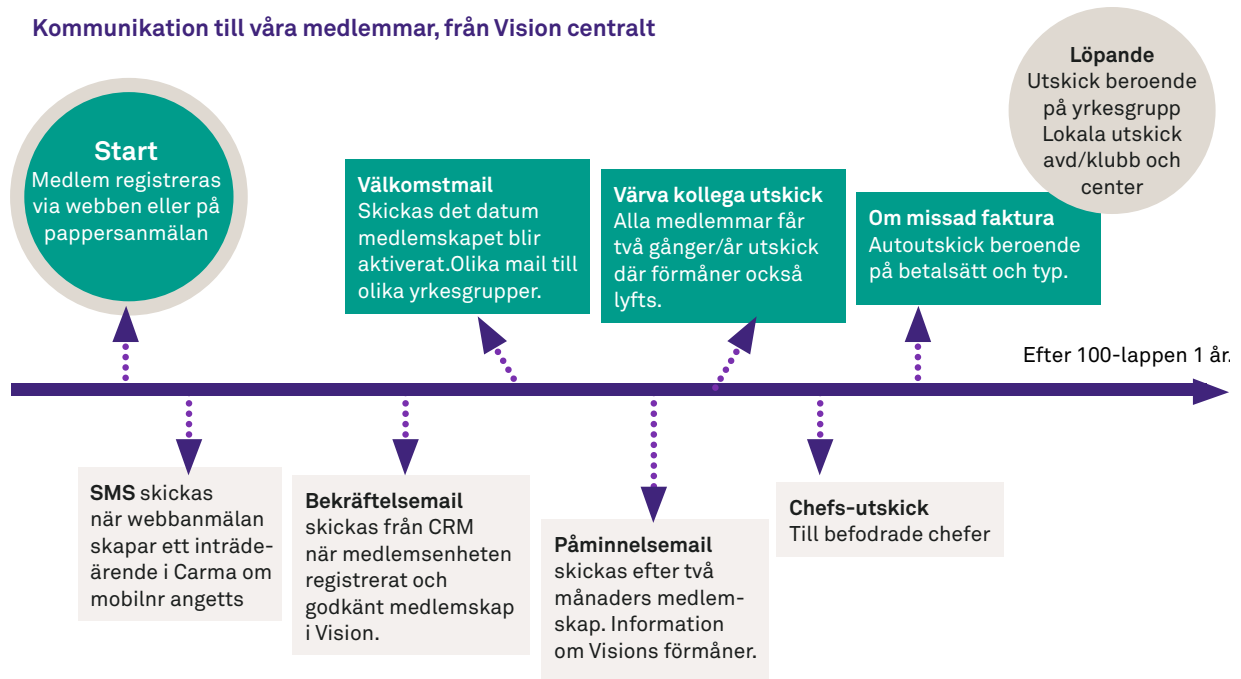 Kommunikation till våra medlemmar, från Vision centralt
Löpande
Utskick beroende
på yrkesgrupp
Lokala utskick
avd/klubb och
center
Start
Medlem registreras
via webben eller på
pappersanmälan
Välkomstmail
Skickas det datum
medlemskapet blir
aktiverat.Olika mail till
olika yrkesgrupper.
Värva kollega utskick
Alla medlemmar får
två gånger/år utskick
där förmåner också
lyfts.
Om missad faktura
Autoutskick beroende
på betalsätt och typ.
Efter 100-lappen 1 år.
SMS skickas
när webbanmälan
skapar ett inträde-
ärende i Carma om
mobilnr angetts
Bekräftelsemail
skickas från CRM
när medlemsenheten
registrerat och
godkänt medlemskap
i Vision.
Påminnelsemail
skickas efter två
månaders medlem-
skap. Information
om Visions förmåner.
Chefs-utskick
Till befodrade chefer